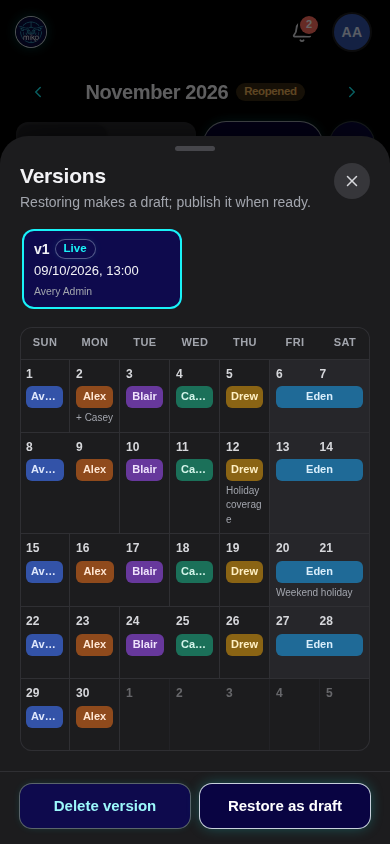 miko
2
AA
November 2026
Reopened
Versions
Restoring makes a draft; publish it when ready.
v1 Live
09/10/2026, 13:00
Avery Admin
SUN MON TUE WED THU FRI SAT
1 2 3 4 5 6 7
Av… Alex Blair Ca… Drew Eden
+ Casey
8 9 10 11 12 13 14
Av… Alex Blair Ca… Drew Eden
Holiday
coverag
e
15 16 17 18 19 20 21
Av… Alex Blair Ca… Drew Eden
Weekend holiday
22 23 24 25 26 27 28
Av… Alex Blair Ca… Drew Eden
29 30 1 2 3 4 5
Av… Alex
Delete version Restore as draft